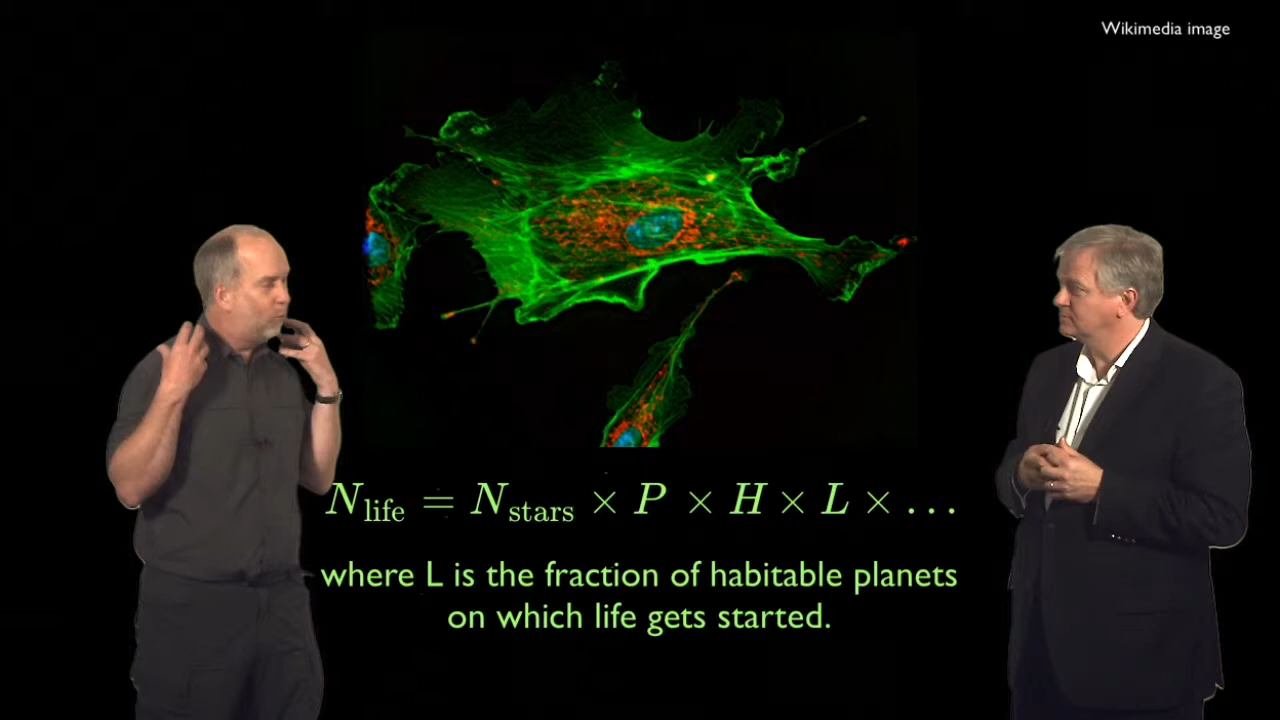 Wikimedia image
N_life = N_stars × P × H × L × ...
where L is the fraction of habitable planets
on which life gets started.